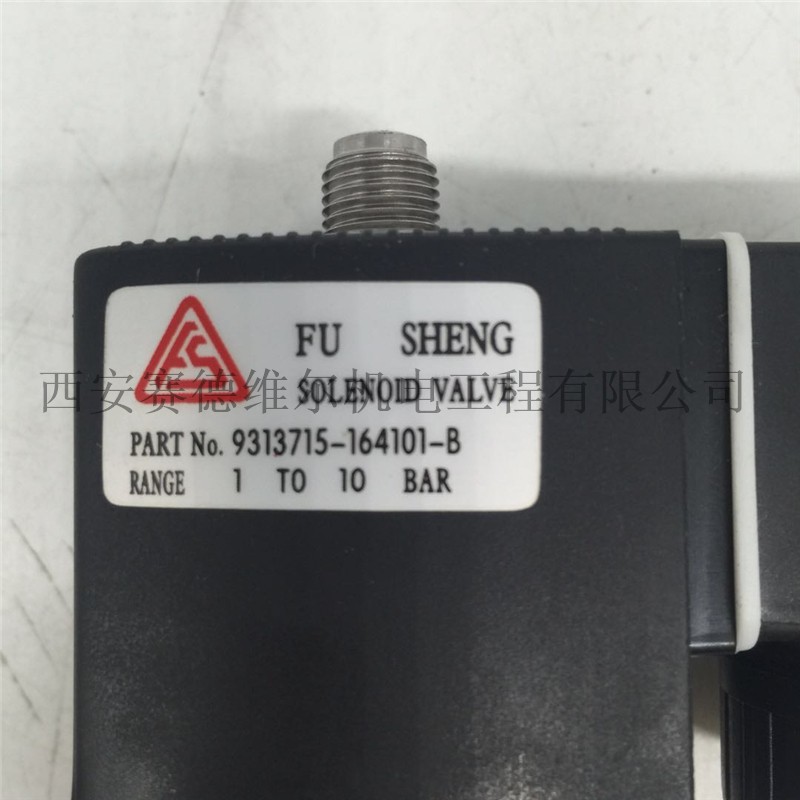 FU SHENG
SOLENOID VALVE
西安赛德维尔机电工程有限公司
PART No. 9313715-164101-B
RANGE 1 TO 10 BAR